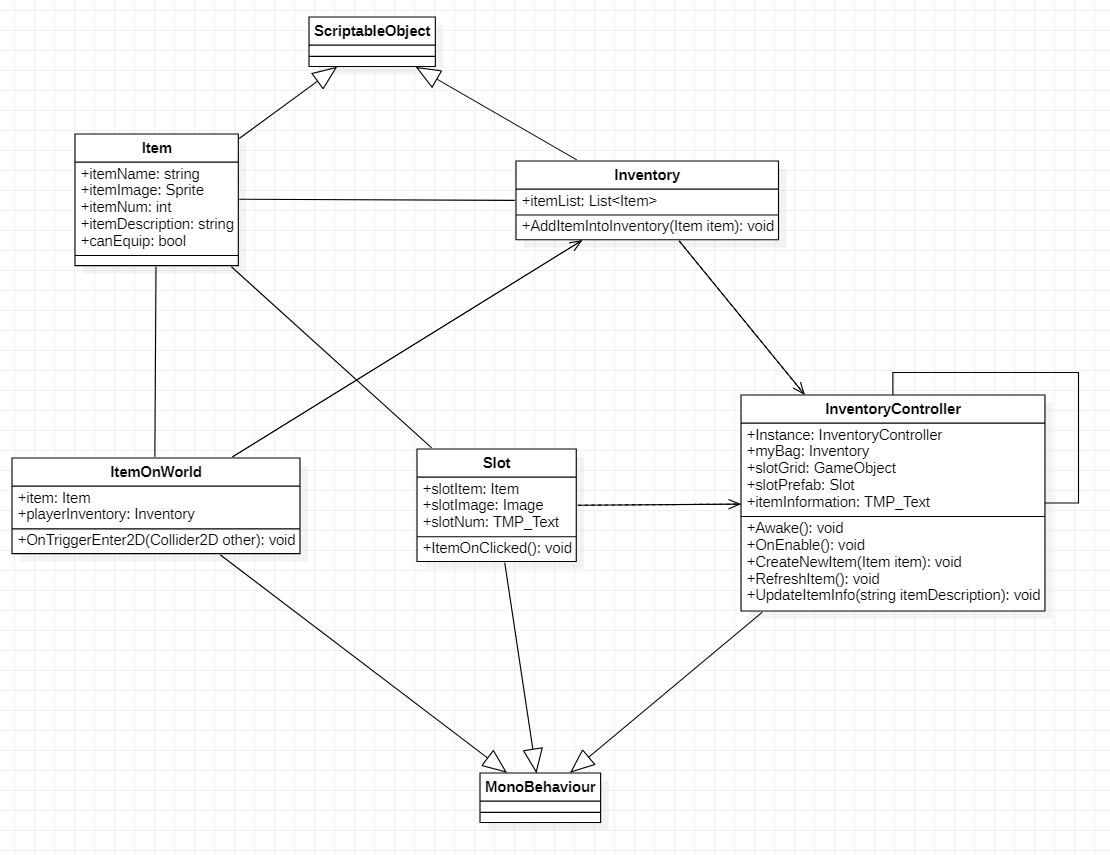 ScriptableObject
Item
+itemName: string
+itemImage: Sprite
+itemNum: int
+itemDescription: string
+canEquip: bool
Inventory
+itemList: List<Item>
+AddItemIntoInventory(Item item): void
InventoryController
+Instance: InventoryController
+myBag: Inventory
+slotGrid: GameObject
+slotPrefab: Slot
+itemInformation: TMP_Text
+Awake(): void
+OnEnable(): void
+CreateNewItem(Item item): void
+RefreshItem(): void
+UpdateItemInfo(string itemDescription): void
ItemOnWorld
+item: Item
+playerInventory: Inventory
+OnTriggerEnter2D(Collider2D other): void
Slot
+slotItem: Item
+slotImage: Image
+slotNum: TMP_Text
+ItemOnClicked(): void
MonoBehaviour